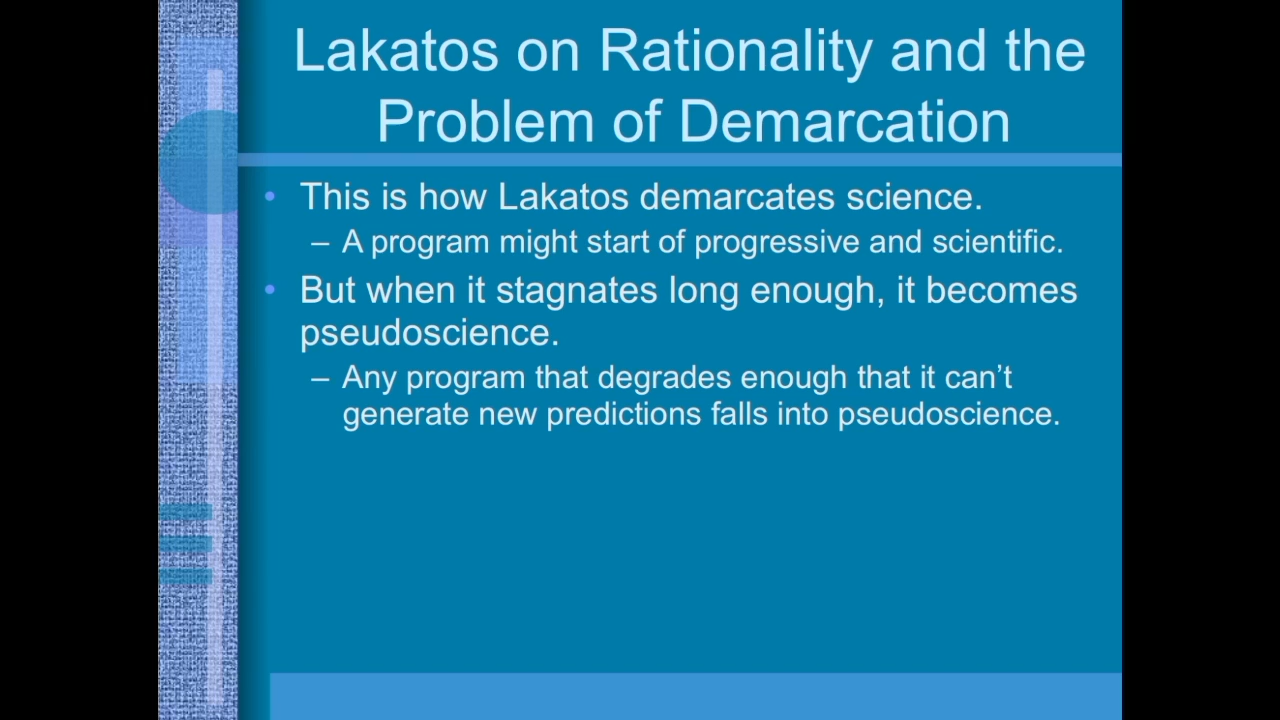 Lakatos on Rationality and the
Problem of Demarcation
• This is how Lakatos demarcates science.
– A program might start of progressive and scientific.
• But when it stagnates long enough, it becomes
pseudoscience.
– Any program that degrades enough that it can’t
generate new predictions falls into pseudoscience.